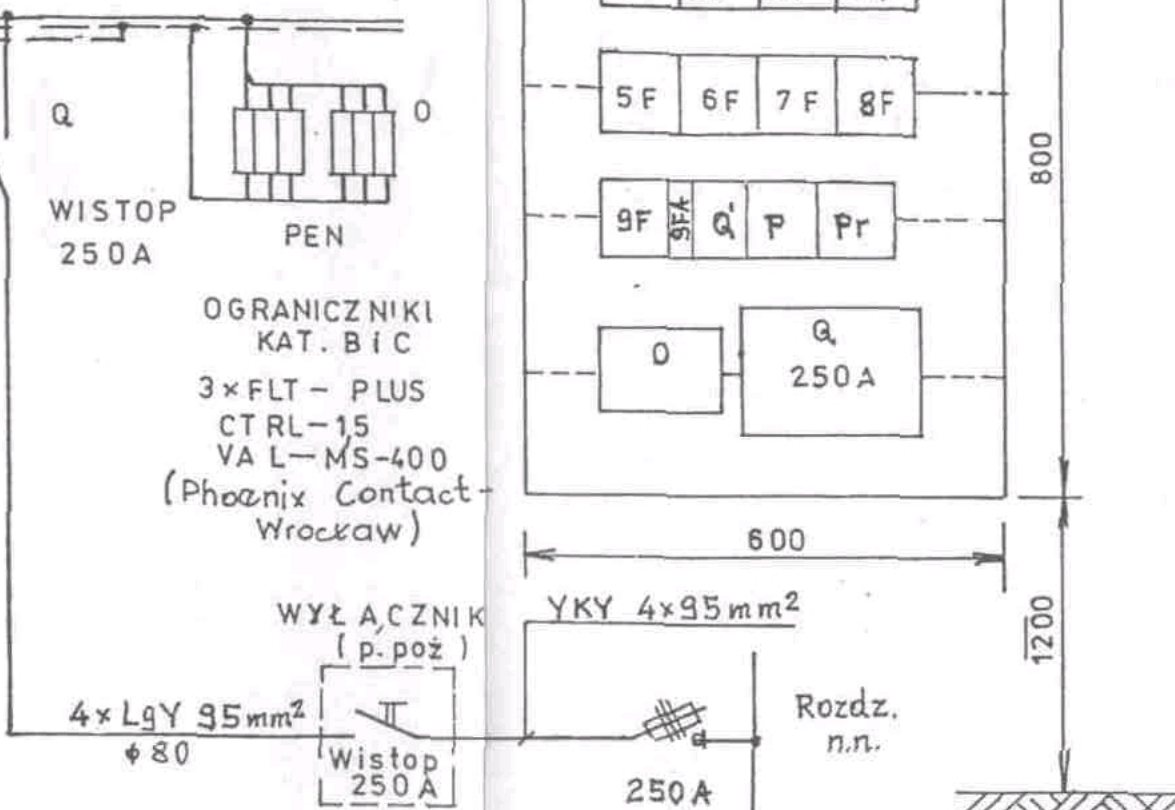 Q
WISTOP
250A
O
PEN
OGRANICZNIKI
KAT. B i C
3×FLT – PLUS
CTRL–1,5
VAL–MS-400
(Phoenix Contact-
Wrocław)
WYŁĄCZNIK
(p.poż)
4×LgY 95mm²
ϕ80
Wistop
250A
5F 6F 7F 8F
9F 9FA Q' P Pr
O Q
250A
800
600
1200
YKY 4×95mm²
250A
Rozdz.
n.n.